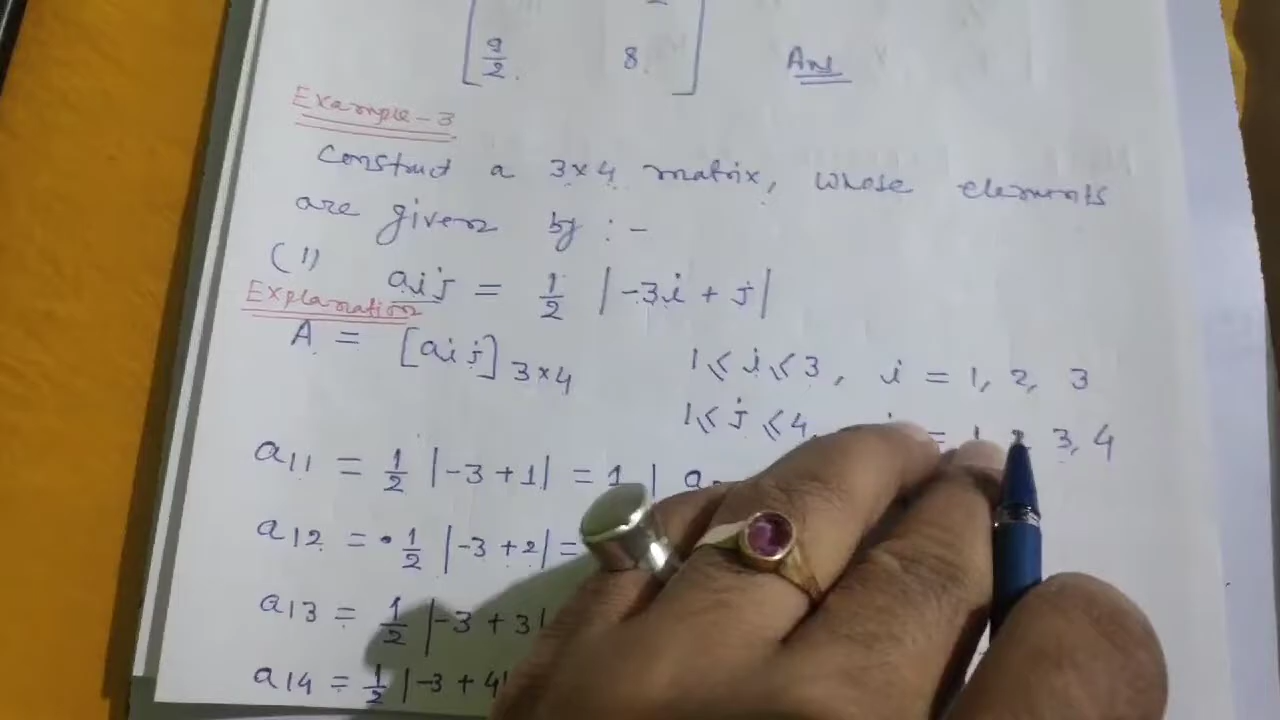 9/2. 8. Ans
Example-3
Construct a 3×4 matrix, whose elements
are given by :-
(1) aij = 1/2 |-3i + j|
Explanation
A = [aij] 3×4 1≤i≤3, i = 1, 2, 3
1≤j≤4, = 1, 3, 4
a11 = 1/2 |-3+1| = 1 | a
a12 = 1/2 |-3+2| =
a13 = 1/2 |-3+3|
a14 = 1/2 |-3+4|